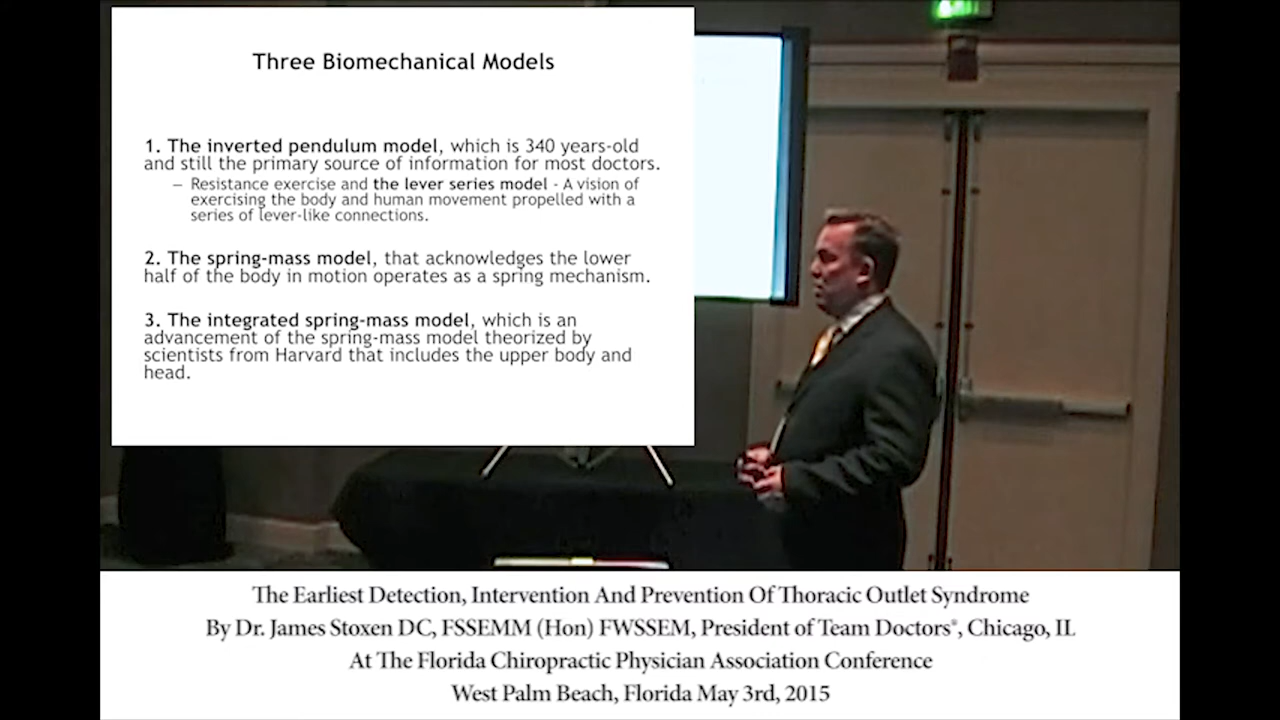 Three Biomechanical Models
1. The inverted pendulum model, which is 340 years-old
and still the primary source of information for most doctors.
– Resistance exercise and the lever series model - A vision of
exercising the body and human movement propelled with a
series of lever-like connections.
2. The spring-mass model, that acknowledges the lower
half of the body in motion operates as a spring mechanism.
3. The integrated spring-mass model, which is an
advancement of the spring-mass model theorized by
scientists from Harvard that includes the upper body and
head.
The Earliest Detection, Intervention And Prevention Of Thoracic Outlet Syndrome
By Dr. James Stoxen DC, FSSEMM (Hon) FWSSEM, President of Team Doctors®, Chicago, IL
At The Florida Chiropractic Physician Association Conference
West Palm Beach, Florida May 3rd, 2015